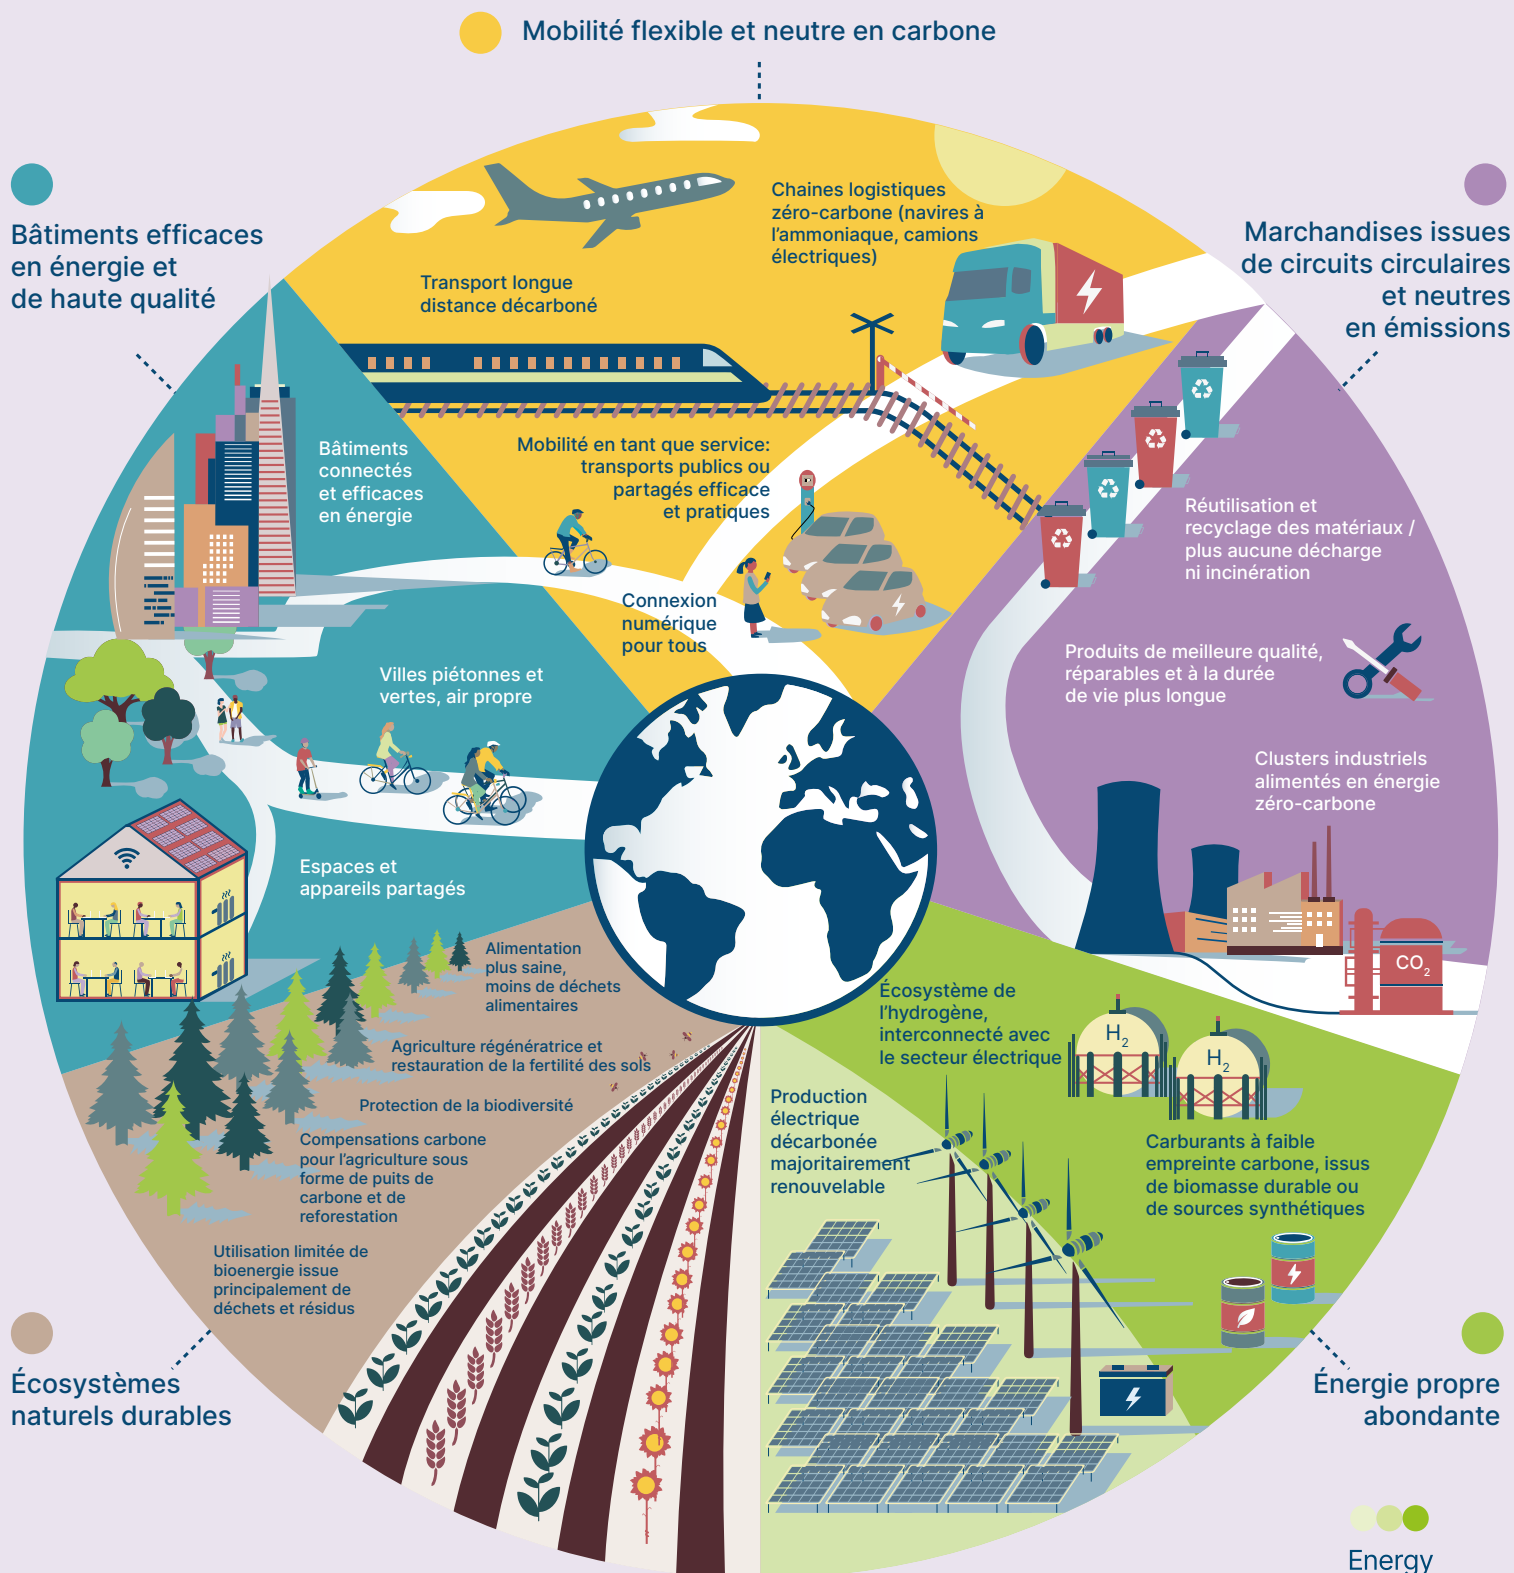 Mobilité flexible et neutre en carbone
Bâtiments efficaces
en énergie et
de haute qualité
Marchandises issues
de circuits circulaires
et neutres
en émissions
Chaines logistiques
zéro-carbone (navires à
l'ammoniaque, camions
électriques)
Transport longue
distance décarboné
Mobilité en tant que service:
transports publics ou
partagés efficace
et pratiques
Connexion
numérique
pour tous
Bâtiments
connectés
et efficaces
en énergie
Villes piétonnes et
vertes, air propre
Espaces et
appareils partagés
Réutilisation et
recyclage des matériaux /
plus aucune décharge
ni incinération
Produits de meilleure qualité,
réparables et à la durée
de vie plus longue
Clusters industriels
alimentés en énergie
zéro-carbone
CO2
Alimentation
plus saine,
moins de déchets
alimentaires
Agriculture régénératrice et
restauration de la fertilité des sols
Protection de la biodiversité
Compensations carbone
pour l'agriculture sous
forme de puits de
carbone et de
reforestation
Utilisation limitée de
bioenergie issue
principalement de
déchets et résidus
Écosystème de
l'hydrogène,
interconnecté avec
le secteur électrique
H2
H2
Production
électrique
décarbonée
majoritairement
renouvelable
Carburants à faible
empreinte carbone, issus
de biomasse durable ou
de sources synthétiques
Écosystèmes
naturels durables
Énergie propre
abondante
Energy